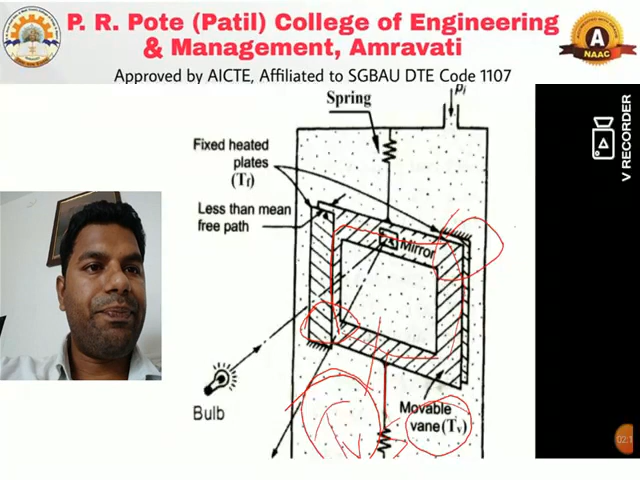 P. R. Pote (Patil) College of Engineering
& Management, Amravati
Approved by AICTE, Affiliated to SGBAU DTE Code 1107
A
NAAC
Spring
Pi
Fixed heated
plates
(Tf)
Less than mean
free path
Mirror
Bulb
Movable
vane (Tv)
V RECORDER